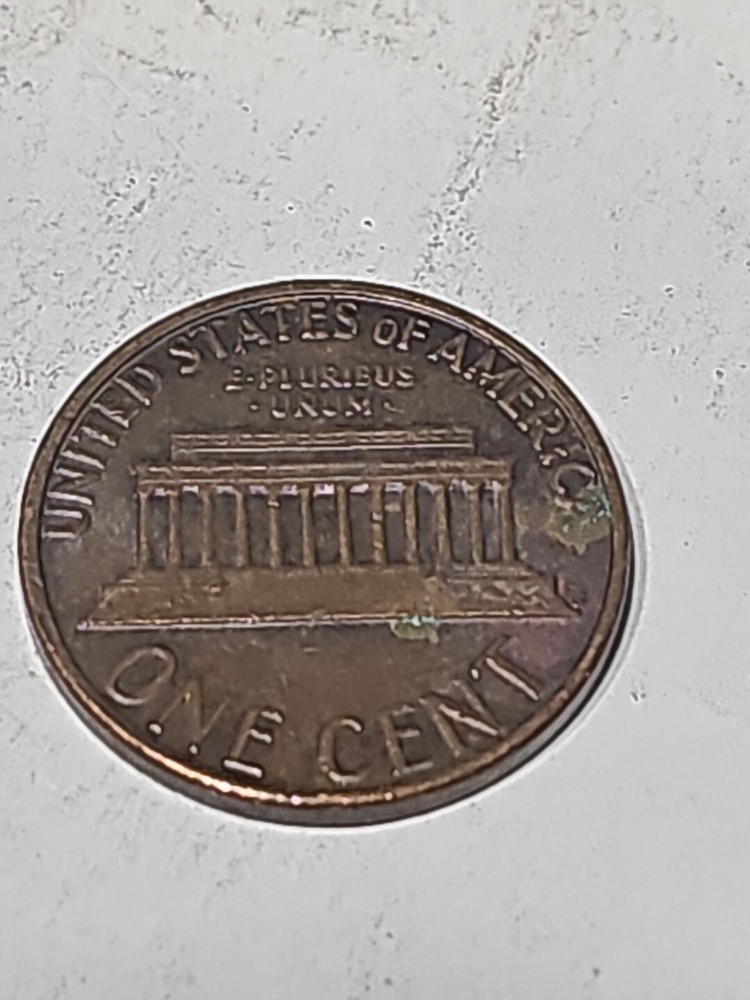 UNITED STATES OF AMERICA
E·PLURIBUS
·UNUM·
ONE CENT